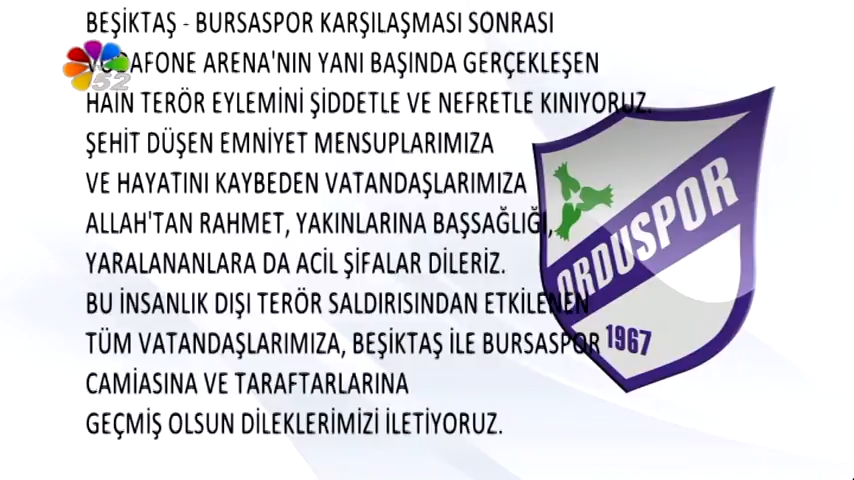 BEŞİKTAŞ - BURSASPOR KARŞILAŞMASI SONRASI
VODAFONE ARENA'NIN YANI BAŞINDA GERÇEKLEŞEN
52
HAİN TERÖR EYLEMİNİ ŞİDDETLE VE NEFRETLE KINIYORUZ.
ŞEHİT DÜŞEN EMNİYET MENSUPLARIMIZA
VE HAYATINI KAYBEDEN VATANDAŞLARIMIZA
ALLAH'TAN RAHMET, YAKINLARINA BAŞSAĞLIĞI,
YARALANANLARA DA ACİL ŞİFALAR DİLERİZ.
BU İNSANLIK DIŞI TERÖR SALDIRISINDAN ETKİLENEN
TÜM VATANDAŞLARIMIZA, BEŞİKTAŞ İLE BURSASPOR
CAMİASINA VE TARAFTARLARINA
GEÇMİŞ OLSUN DİLEKLERİMİZİ İLETİYORUZ.
ORDUSPOR
1967